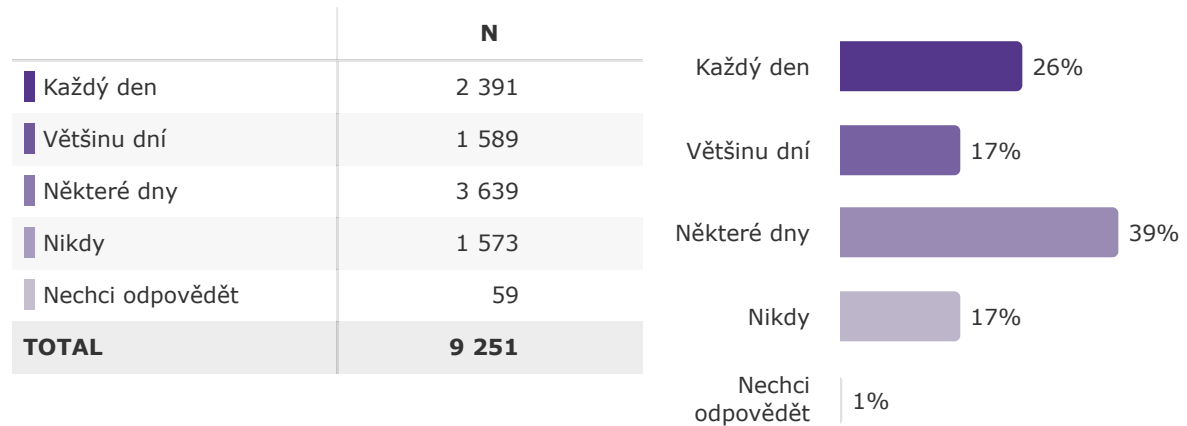 N
Každý den 2 391
Většinu dní 1 589
Některé dny 3 639
Nikdy 1 573
Nechci odpovědět 59
TOTAL 9 251
Každý den 26%
Většinu dní 17%
Některé dny 39%
Nikdy 17%
Nechci
odpovědět 1%